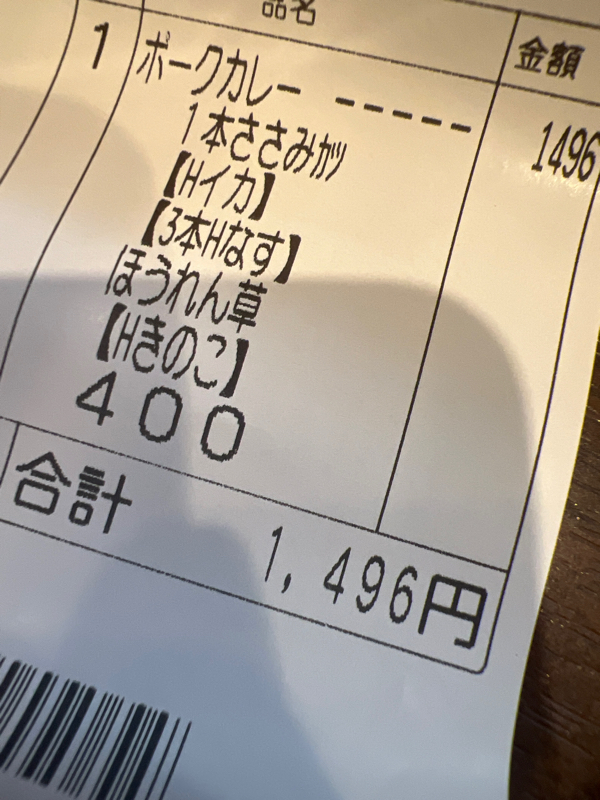 品名 金額
1 ポークカレー ----- 1496
1本ささみカツ
【Hイカ】
【3本Hなす】
ほうれん草
【Hきのこ】
400
合計 1,496円